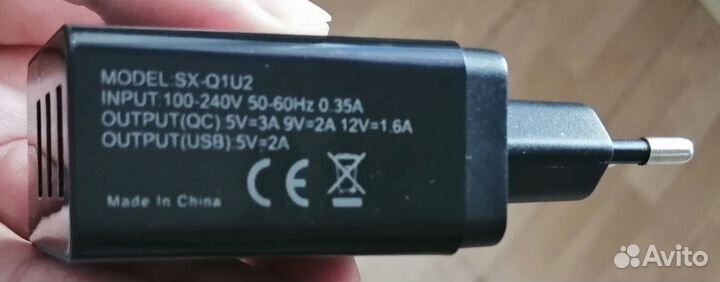 MODEL:SX-Q1U2
INPUT:100-240V 50-60Hz 0.35A
OUTPUT(QC):5V=3A 9V=2A 12V=1.6A
OUTPUT(USB):5V=2A
CE
Made In China
Avito